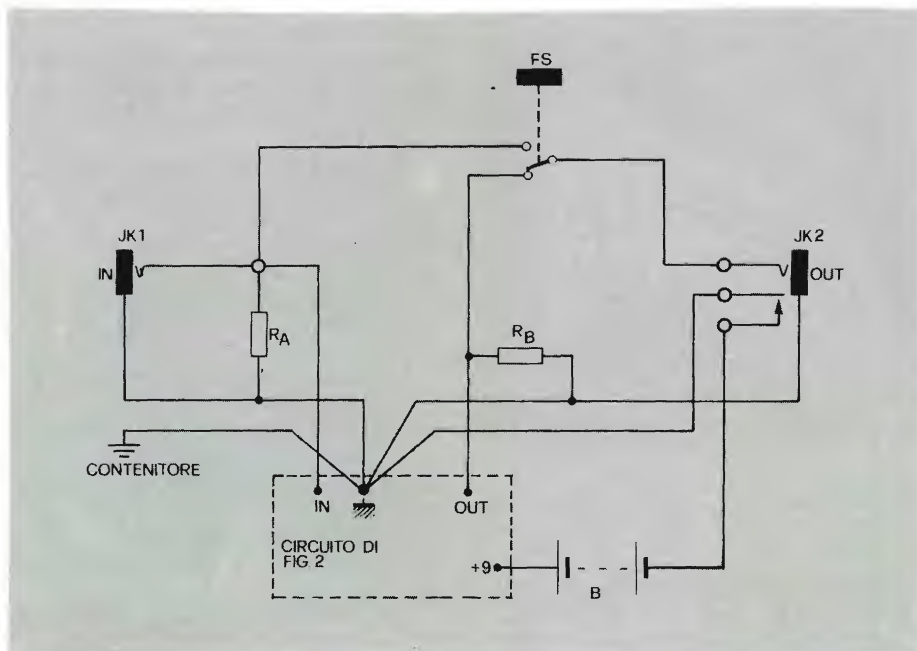 FS
JK1
JK2
IN
OUT
RA
RB
CONTENITORE
IN
OUT
CIRCUITO DI
FIG. 2
+9
B